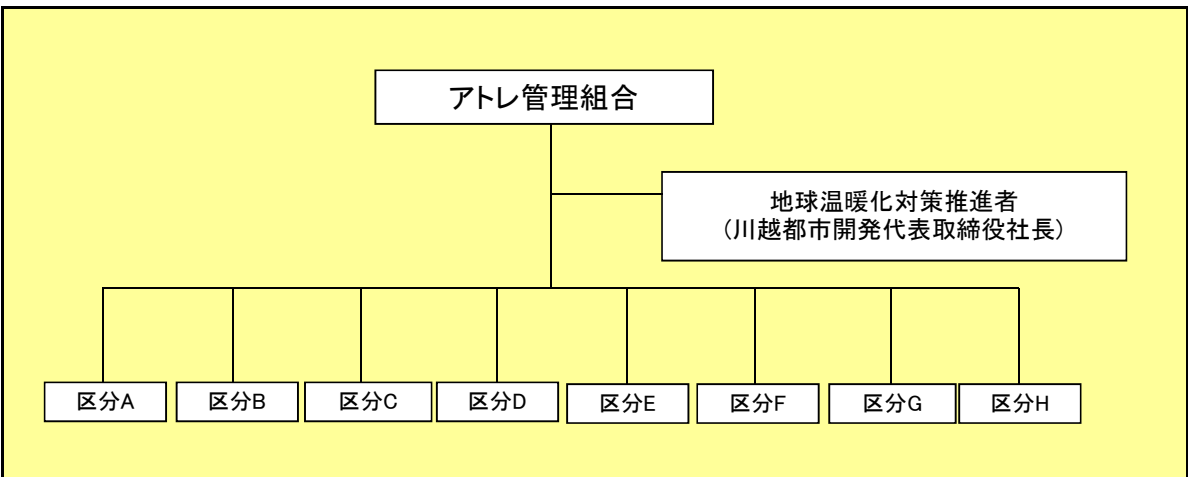 アトレ管理組合
地球温暖化対策推進者
（川越都市開発代表取締役社長）
区分A
区分B
区分C
区分D
区分E
区分F
区分G
区分H